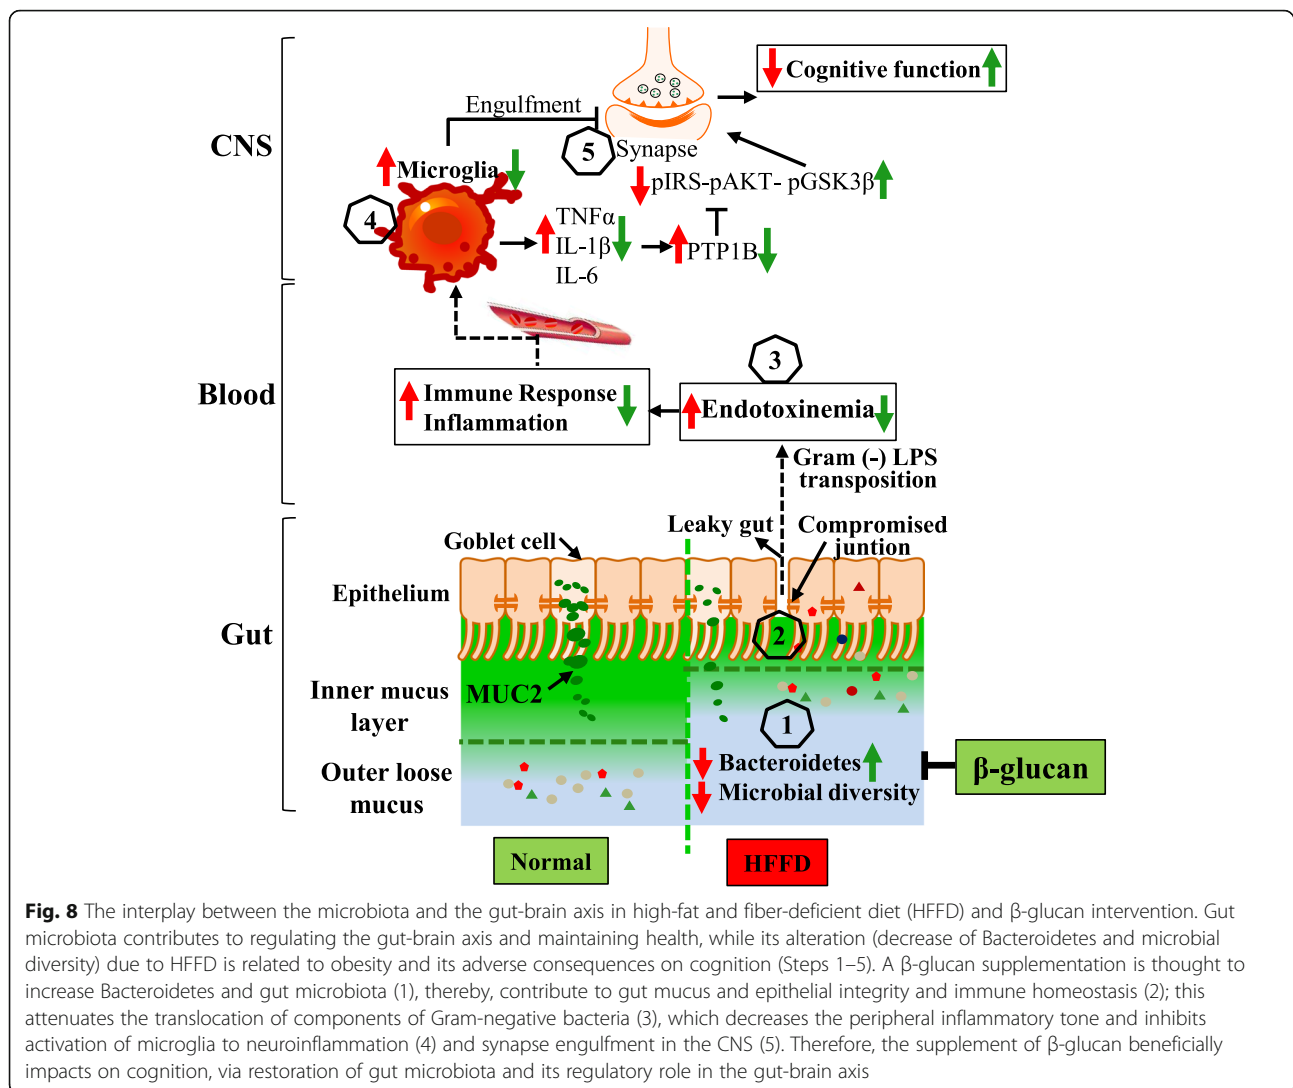 CNS
Engulfment
Cognitive function
5
Synapse
Microglia
4
pIRS-pAKT- pGSK3β
TNFα
IL-1β
IL-6
PTP1B
Blood
3
Immune Response
Inflammation
Endotoxinemia
Gram (-) LPS
transposition
Gut
Goblet cell
Leaky gut
Compromised
juntion
Epithelium
2
Inner mucus
layer
MUC2
1
Outer loose
mucus
Bacteroidetes
Microbial diversity
β-glucan
Normal
HFFD
Fig. 8 The interplay between the microbiota and the gut-brain axis in high-fat and fiber-deficient diet (HFFD) and β-glucan intervention. Gut
microbiota contributes to regulating the gut-brain axis and maintaining health, while its alteration (decrease of Bacteroidetes and microbial
diversity) due to HFFD is related to obesity and its adverse consequences on cognition (Steps 1–5). A β-glucan supplementation is thought to
increase Bacteroidetes and gut microbiota (1), thereby, contribute to gut mucus and epithelial integrity and immune homeostasis (2); this
attenuates the translocation of components of Gram-negative bacteria (3), which decreases the peripheral inflammatory tone and inhibits
activation of microglia to neuroinflammation (4) and synapse engulfment in the CNS (5). Therefore, the supplement of β-glucan beneficially
impacts on cognition, via restoration of gut microbiota and its regulatory role in the gut-brain axis